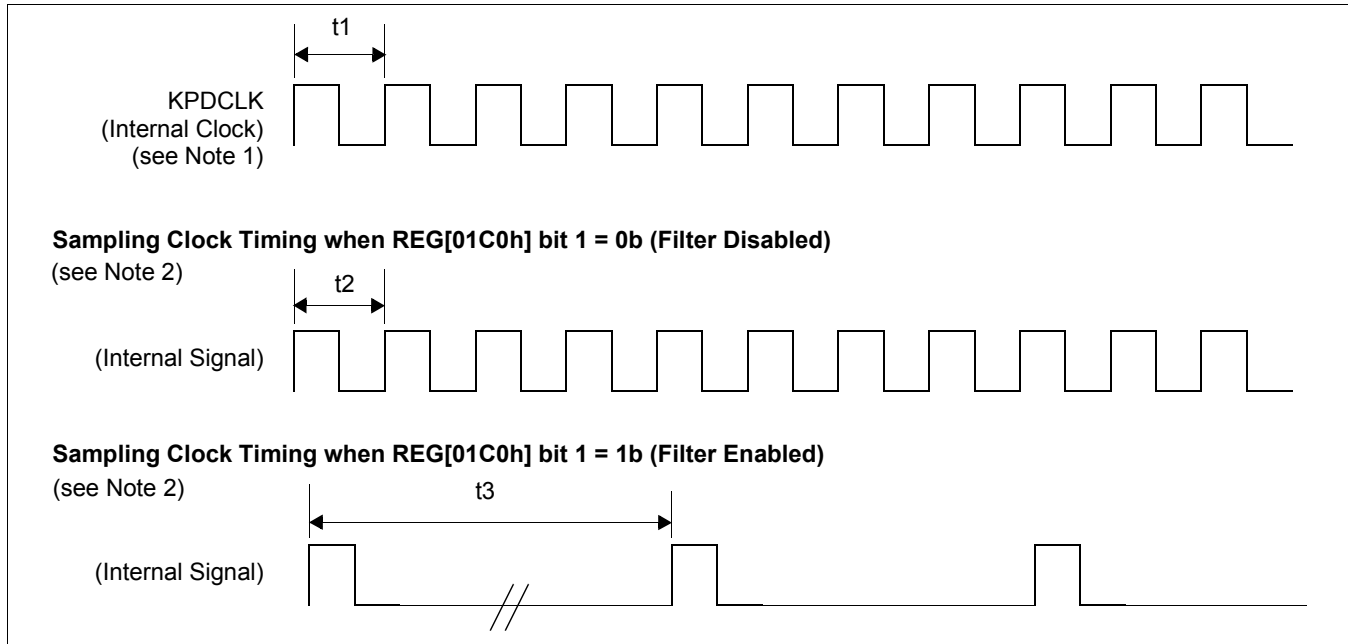 t1
KPDCLK
(Internal Clock)
(see Note 1)
Sampling Clock Timing when REG[01C0h] bit 1 = 0b (Filter Disabled)
(see Note 2)
t2
(Internal Signal)
Sampling Clock Timing when REG[01C0h] bit 1 = 1b (Filter Enabled)
(see Note 2)
t3
(Internal Signal)